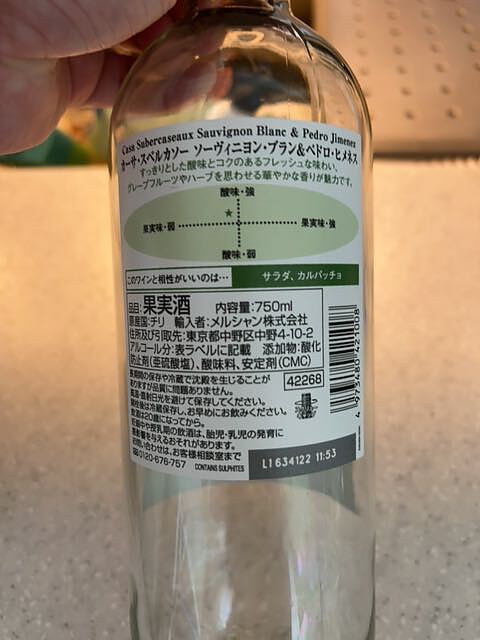 Casa Subercaseaux Sauvignon Blanc & Pedro Jimenez
カーサ・スベルカソー ソーヴィニヨン・ブラン&ペドロ・ヒメネス
すっきりとした酸味とコクのあるフレッシュな味わい、
グレープフルーツやハーブを思わせる華やかな香りが魅力です。
酸味・強
果実味・弱 果実味・強
酸味・弱
このワインと相性がいいのは… サラダ、カルパッチョ
品目:果実酒 内容量:750ml
原産国:チリ 輸入者:メルシャン株式会社
住所及び引取先:東京都中野区中野4-10-2
アルコール分:表ラベルに記載 添加物:酸化
防止剤(亜硫酸塩)、酸味料、安定剤(CMC)
長期間の保存や冷蔵で沈殿を生じることが
ありますが品質に問題ありません。
高温・直射日光を避けて保存してください。
開栓後は冷蔵保存し、お早めにお飲みください。
飲酒は20歳になってから。
妊娠中や授乳期の飲酒は、胎児・乳児の発育に
悪影響を与えるおそれがあります。
お問い合わせは、お客様相談室まで
0120-676-757 CONTAINS SULPHITES
42268
L1634122 11:53
4 973480 421008